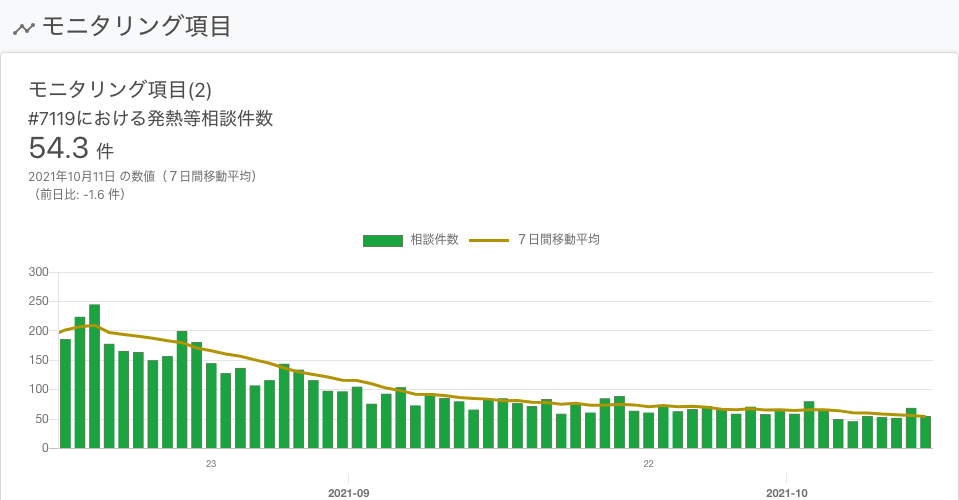 モニタリング項目
モニタリング項目(2)
#7119における発熱等相談件数
54.3 件
2021年10月11日 の数値（７日間移動平均）
（前日比: -1.6 件）
相談件数 ７日間移動平均
300
250
200
150
100
50
0
23 22
2021-09 2021-10